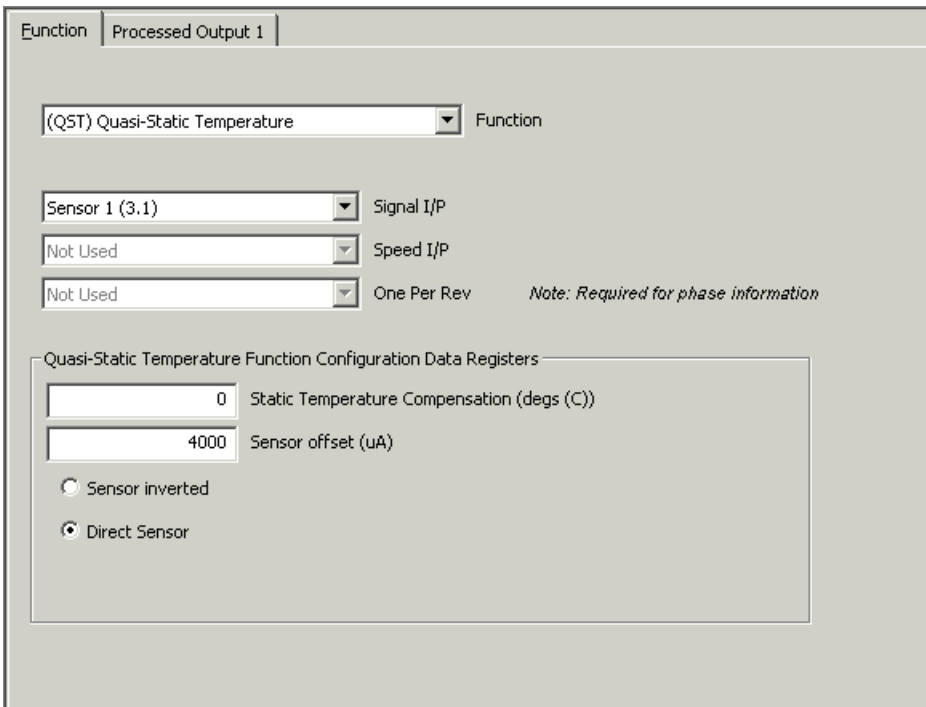 Function Processed Output 1
(QST) Quasi-Static Temperature Function
Sensor 1 (3.1) Signal I/P
Not Used Speed I/P
Not Used One Per Rev Note: Required for phase information
Quasi-Static Temperature Function Configuration Data Registers
0 Static Temperature Compensation (degs (C))
4000 Sensor offset (uA)
Sensor inverted
Direct Sensor